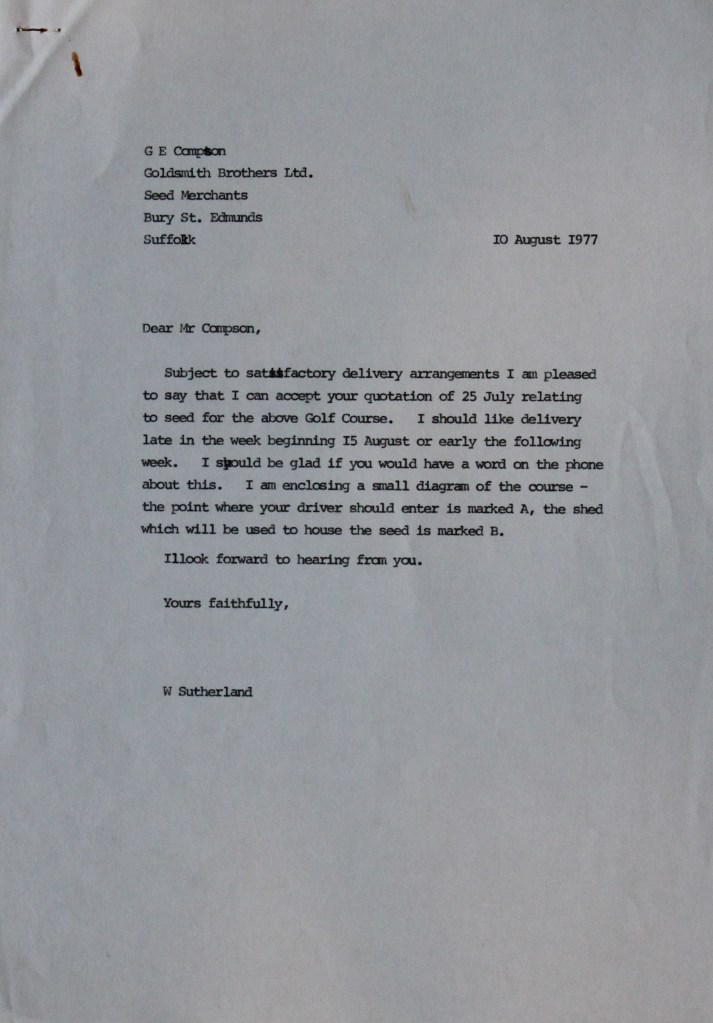 G E Compson
Goldsmith Brothers Ltd.
Seed Merchants
Bury St. Edmunds
Suffolk    IO August I977
Dear Mr Compson,
Subject to satisfactory delivery arrangements I am pleased
to say that I can accept your quotation of 25 July relating
to seed for the above Golf Course. I should like delivery
late in the week beginning I5 August or early the following
week. I should be glad if you would have a word on the phone
about this. I am enclosing a small diagram of the course -
the point where your driver should enter is marked A, the shed
which will be used to house the seed is marked B.
Illook forward to hearing from you.
Yours faithfully,
W Sutherland